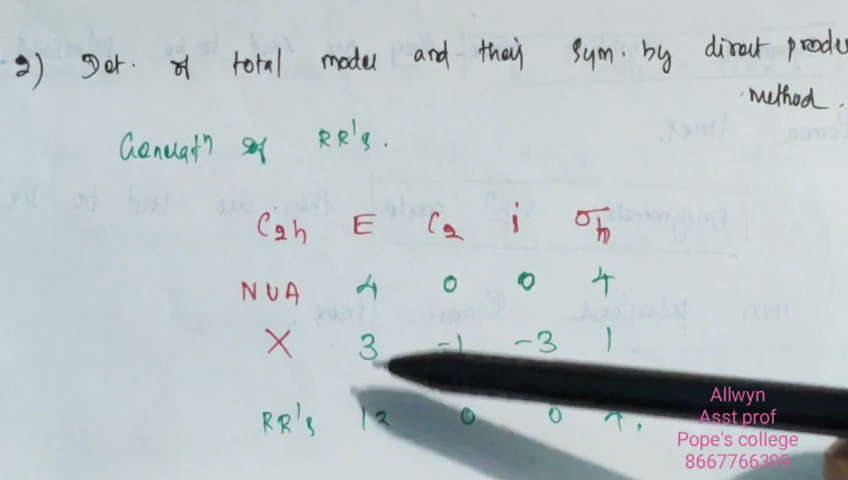 2) Det. of total modes and their sym. by direct produ
method.
Generatn of RR's.
C2h E C2 i σh
NUA 4 0 0 4
X 3 -1 -3 1
RR's 12 0 0 4.
Allwyn
Asst prof
Pope's college
8667766399